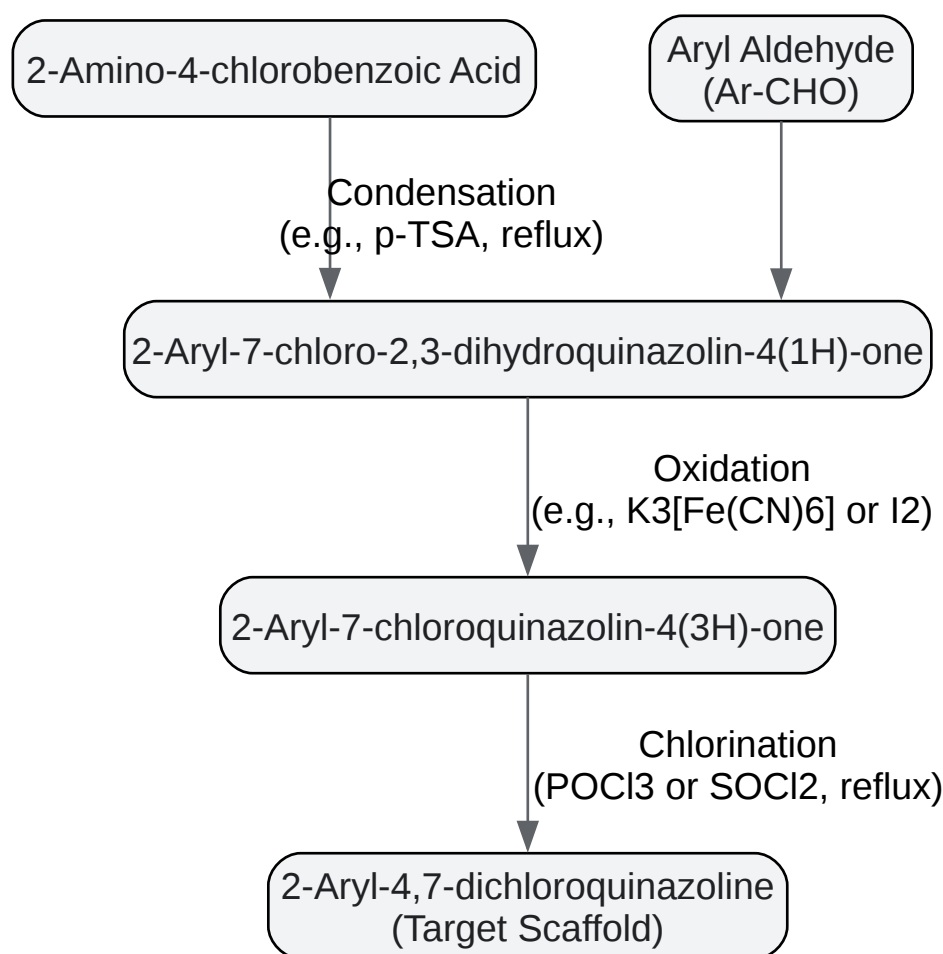 2-Amino-4-chlorobenzoic Acid
Aryl Aldehyde
(Ar-CHO)
Condensation
(e.g., p-TSA, reflux)
2-Aryl-7-chloro-2,3-dihydroquinazolin-4(1H)-one
Oxidation
(e.g., K3[Fe(CN)6] or I2)
2-Aryl-7-chloroquinazolin-4(3H)-one
Chlorination
(POCl3 or SOCl2, reflux)
2-Aryl-4,7-dichloroquinazoline
(Target Scaffold)